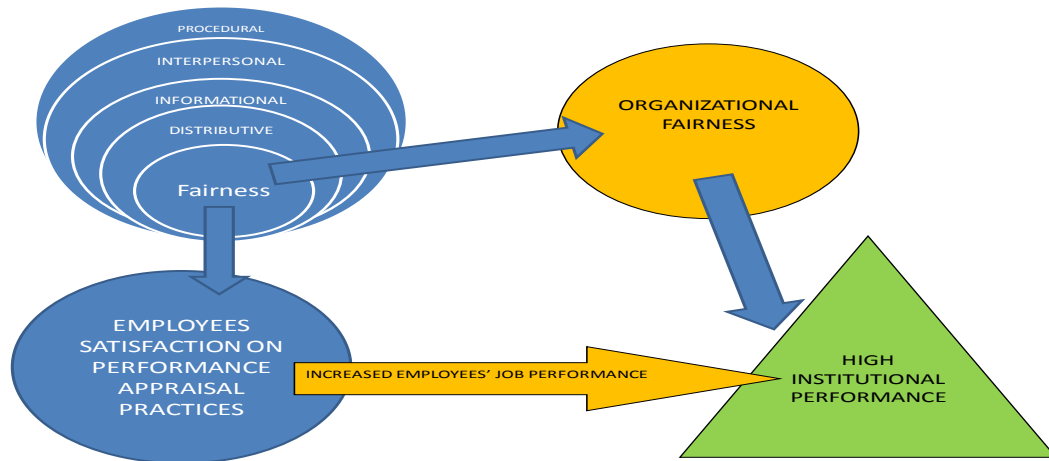 PROCEDURAL
INTERPERSONAL
INFORMATIONAL
DISTRIBUTIVE
Fairness
ORGANIZATIONAL
FAIRNESS
EMPLOYEES
SATISFACTION ON
PERFORMANCE
APPRAISAL
PRACTICES
INCREASED EMPLOYEES’ JOB PERFORMANCE
HIGH
INSTITUTIONAL
PERFORMANCE